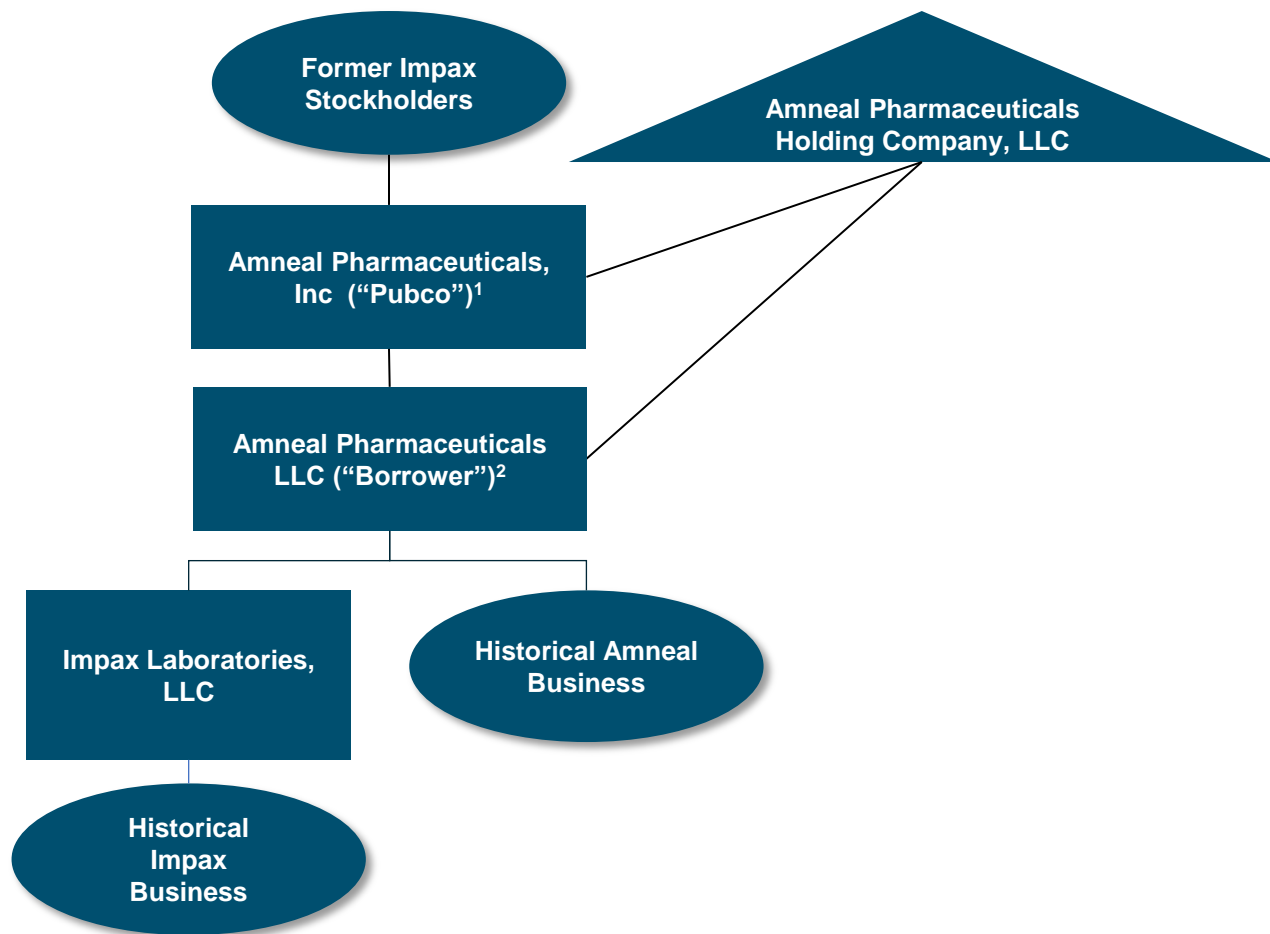 Former Impax
Stockholders
Amneal Pharmaceuticals
Holding Company, LLC
Amneal Pharmaceuticals,
Inc (“Pubco”)¹
Amneal Pharmaceuticals
LLC (“Borrower”)²
Impax Laboratories,
LLC
Historical Amneal
Business
Historical
Impax
Business